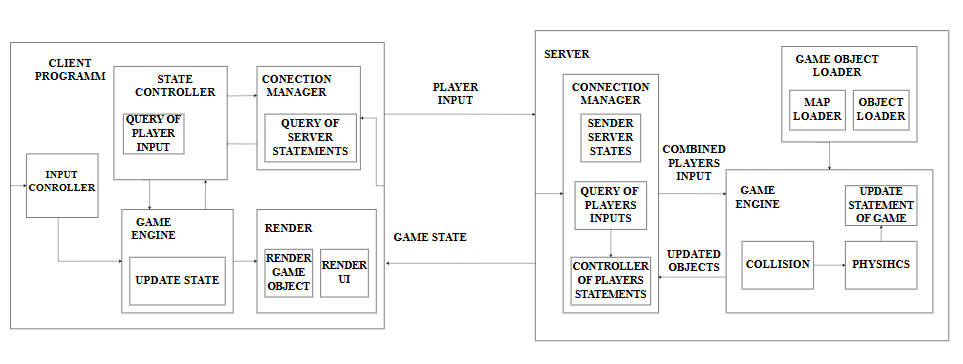 CLIENT
PROGRAMM
STATE
CONTROLLER
QUERY OF
PLAYER
INPUT
CONECTION
MANAGER
QUERY OF
SERVER
STATEMENTS
INPUT
CONROLLER
GAME
ENGINE
UPDATE STATE
RENDER
RENDER
GAME
OBJECT
RENDER
UI
PLAYER
INPUT
GAME STATE
SERVER
CONNECTION
MANAGER
SENDER
SERVER
STATES
QUERY OF
PLAYERS
INPUTS
CONTROLLER
OF PLAYERS
STATEMENTS
COMBINED
PLAYERS
INPUT
UPDATED
OBJECTS
GAME OBJECT
LOADER
MAP
LOADER
OBJECT
LOADER
GAME
ENGINE
UPDATE
STATEMENT
OF GAME
COLLISION
PHYSIHCS